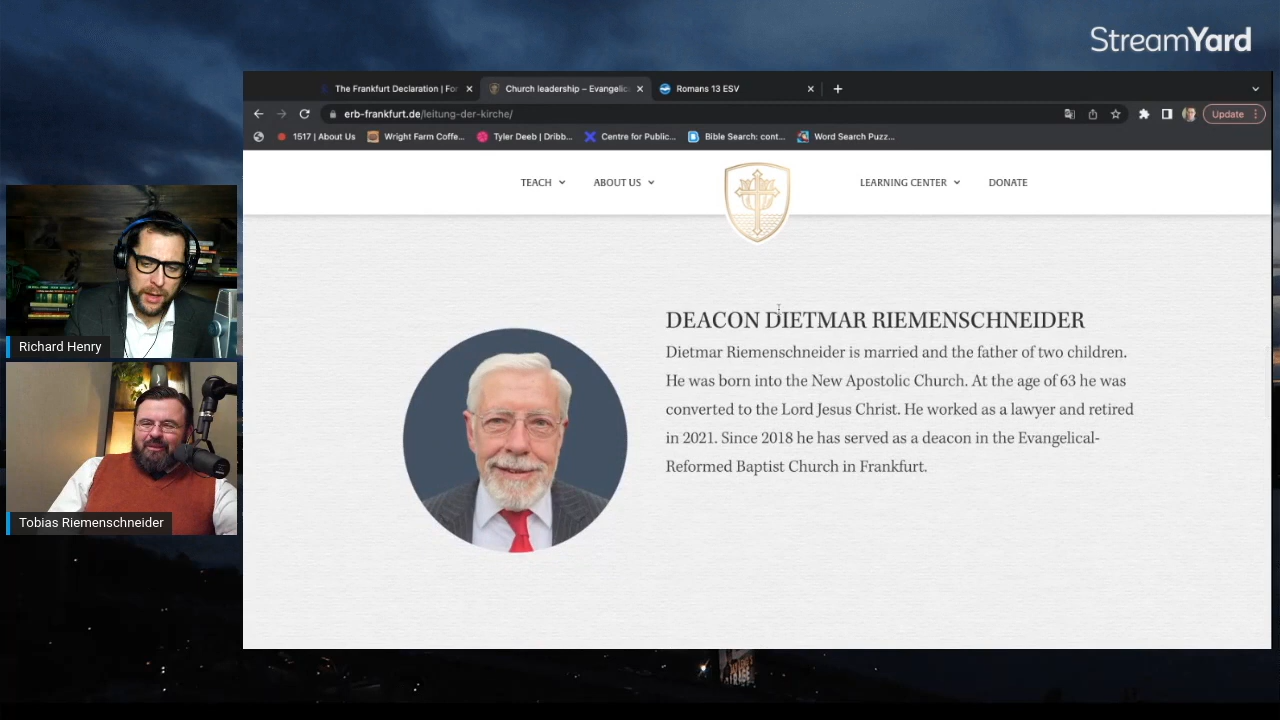 StreamYard
The Frankfurt Declaration | For
Church leadership – Evangelic
Romans 13 ESV
erb-frankfurt.de/leitung-der-kirche/
Update
1517 | About Us
Wright Farm Coffe...
Tyler Deeb | Dribb...
Centre for Public...
Bible Search: cont...
Word Search Puzz...
TEACH
ABOUT US
LEARNING CENTER
DONATE
DEACON DIETMAR RIEMENSCHNEIDER
Dietmar Riemenschneider is married and the father of two children.
He was born into the New Apostolic Church. At the age of 63 he was
converted to the Lord Jesus Christ. He worked as a lawyer and retired
in 2021. Since 2018 he has served as a deacon in the Evangelical-
Reformed Baptist Church in Frankfurt.
Richard Henry
Tobias Riemenschneider